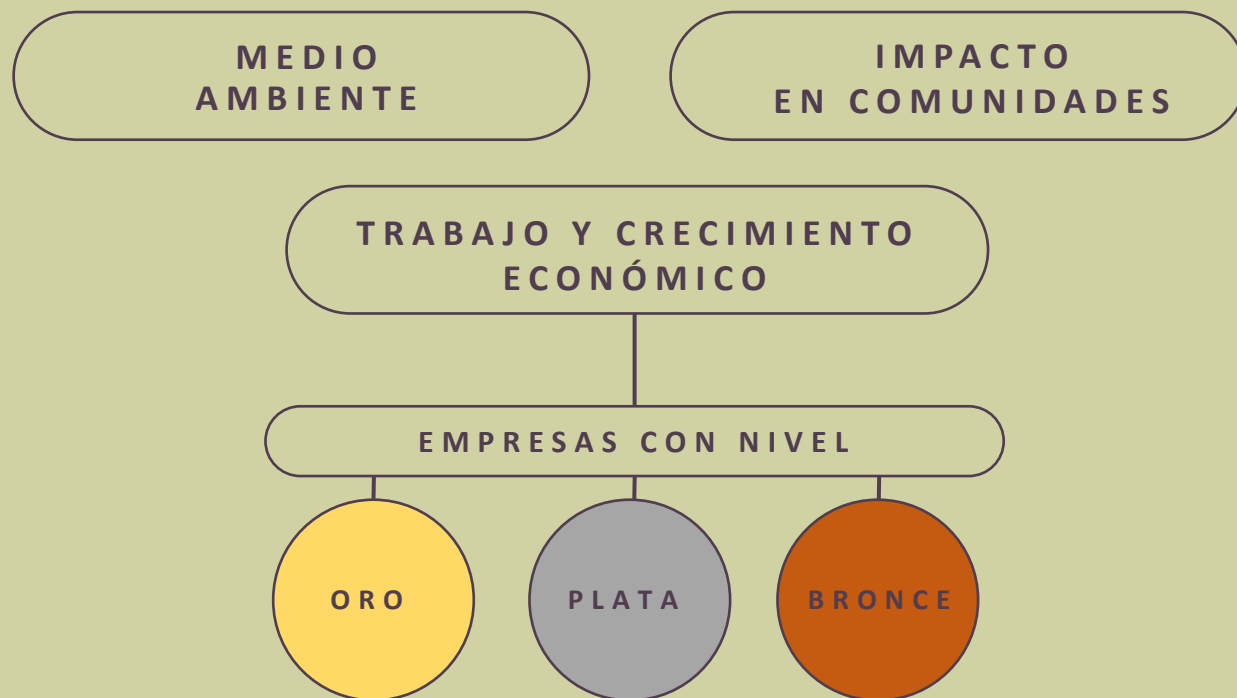 MEDIO
AMBIENTE
IMPACTO
EN COMUNIDADES
TRABAJO Y CRECIMIENTO
ECONÓMICO
EMPRESAS CON NIVEL
ORO
PLATA
BRONCE